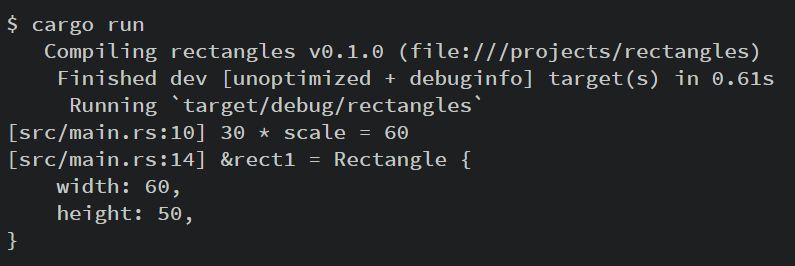 $ cargo run
   Compiling rectangles v0.1.0 (file:///projects/rectangles)
    Finished dev [unoptimized + debuginfo] target(s) in 0.61s
     Running `target/debug/rectangles`
[src/main.rs:10] 30 * scale = 60
[src/main.rs:14] &rect1 = Rectangle {
    width: 60,
    height: 50,
}